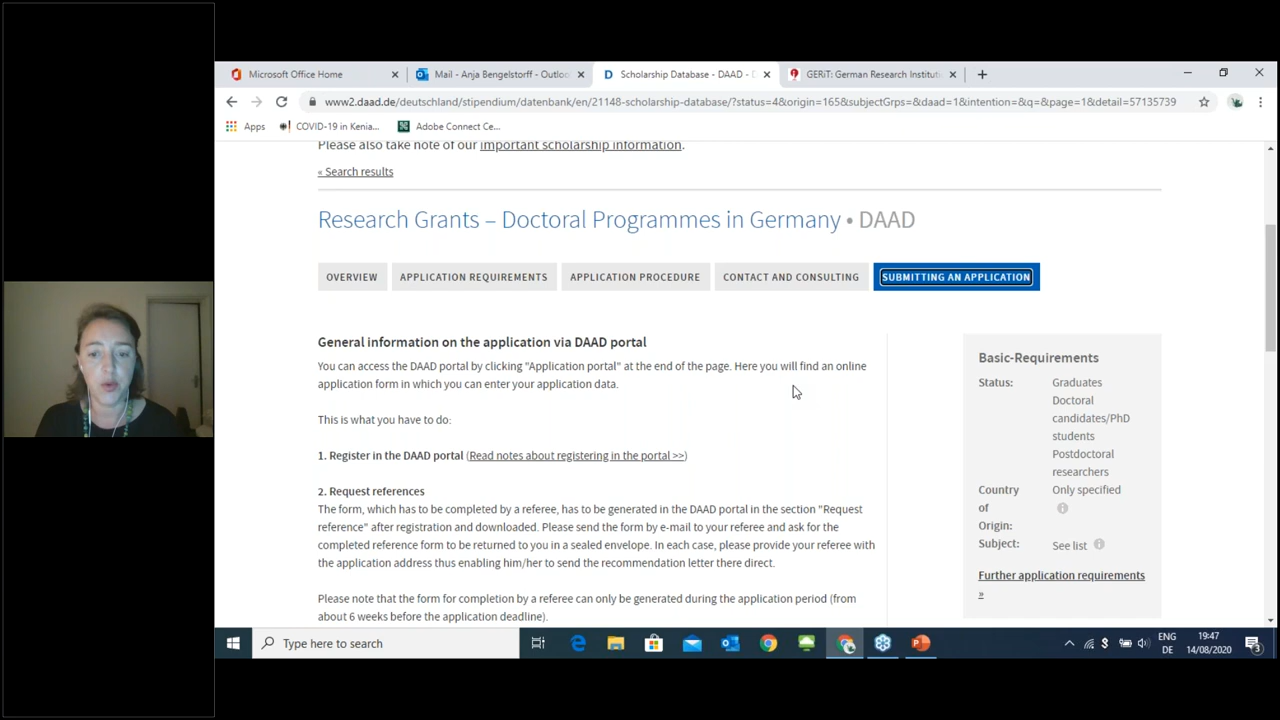 Microsoft Office Home
Mail - Anja Bengelstorff - Outloo
Scholarship Database - DAAD - D
GERiT: German Research Institut
www2.daad.de/deutschland/stipendium/datenbank/en/21148-scholarship-database/?status=4&origin=165&subjectGrps=&daad=1&intention=&q=&page=1&detail=57135739
Apps
COVID-19 in Kenia...
Adobe Connect Ce...
Please also take note of our important scholarship information.
« Search results
Research Grants – Doctoral Programmes in Germany • DAAD
OVERVIEW
APPLICATION REQUIREMENTS
APPLICATION PROCEDURE
CONTACT AND CONSULTING
SUBMITTING AN APPLICATION
General information on the application via DAAD portal
You can access the DAAD portal by clicking "Application portal" at the end of the page. Here you will find an online
application form in which you can enter your application data.
This is what you have to do:
1. Register in the DAAD portal (Read notes about registering in the portal >>)
2. Request references
The form, which has to be completed by a referee, has to be generated in the DAAD portal in the section "Request
reference" after registration and downloaded. Please send the form by e-mail to your referee and ask for the
completed reference form to be returned to you in a sealed envelope. In each case, please provide your referee with
the application address thus enabling him/her to send the recommendation letter there direct.
Please note that the form for completion by a referee can only be generated during the application period (from
about 6 weeks before the application deadline).
Basic-Requirements
Status: Graduates
Doctoral
candidates/PhD
students
Postdoctoral
researchers
Country Only specified
of
Origin:
Subject: See list
Further application requirements
»
Type here to search
ENG
DE
19:47
14/08/2020
3